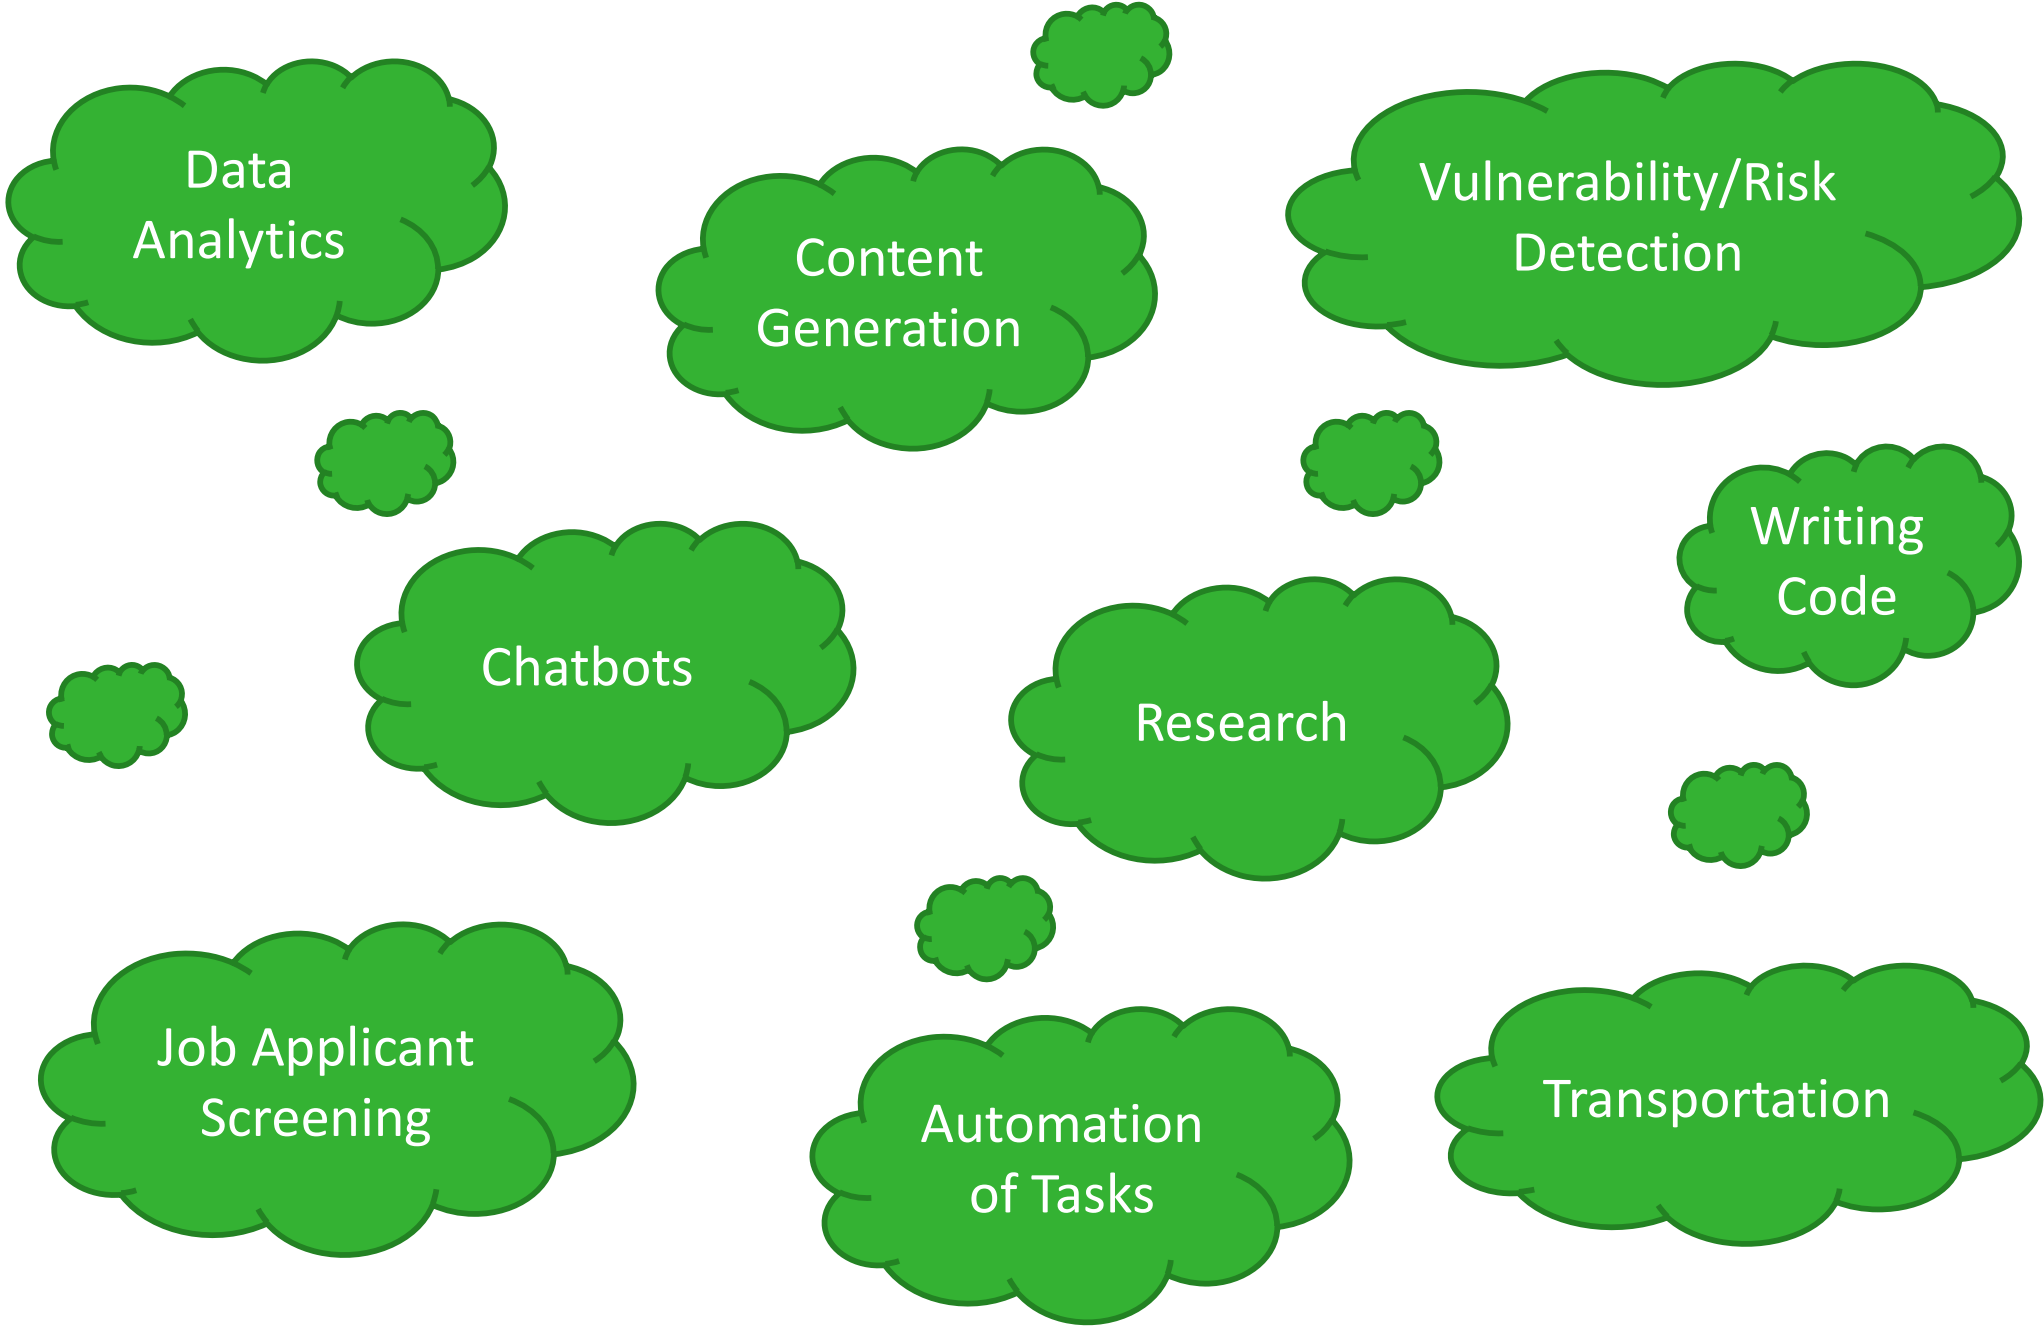 Data
Analytics
Content
Generation
Vulnerability/Risk
Detection
Writing
Code
Chatbots
Research
Job Applicant
Screening
Automation
of Tasks
Transportation